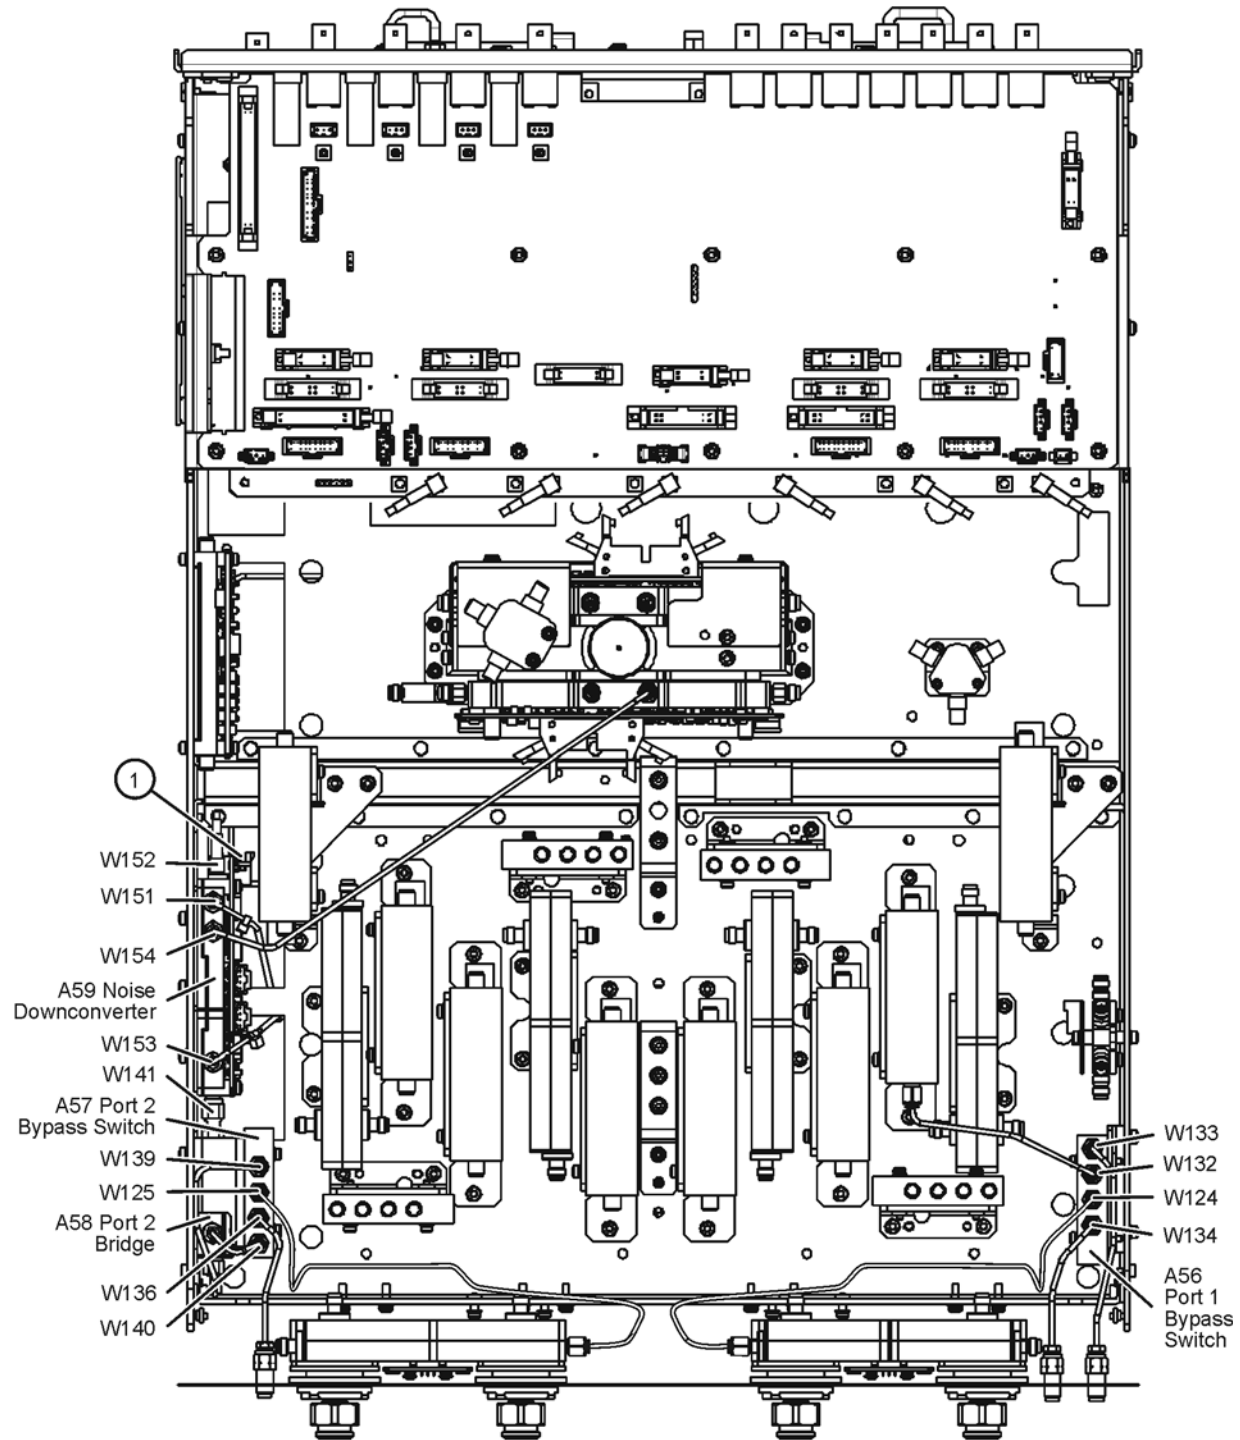 1
W152
W151
W154
A59 Noise
Downconverter
W153
W141
A57 Port 2
Bypass Switch
W139
W125
A58 Port 2
Bridge
W136
W140
W133
W132
W124
W134
A56
Port 1
Bypass
Switch